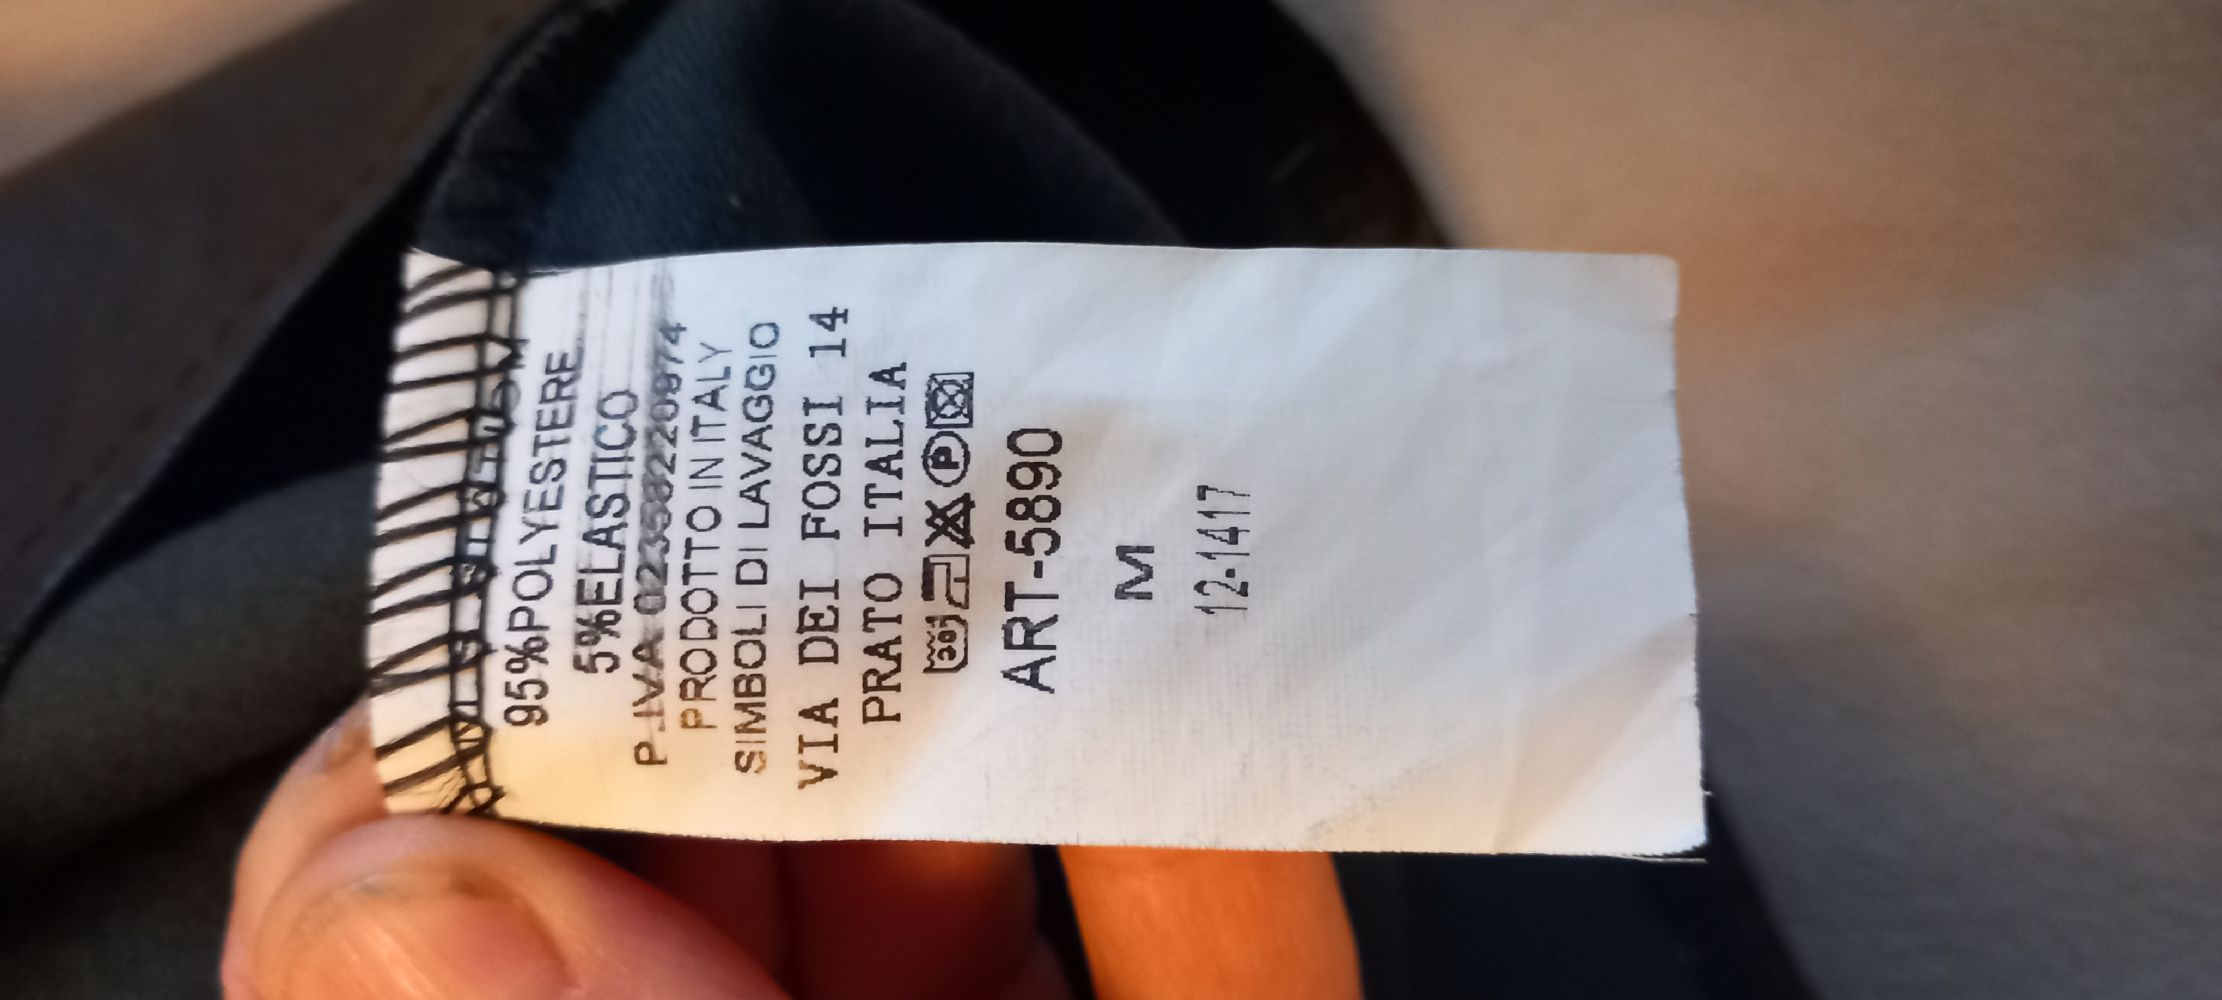 95%POLYESTERE
5%ELASTICO
P.IVA 02358220974
PRODOTTO IN ITALY
SIMBOLI DI LAVAGGIO
VIA DEI FOSSI 14
PRATO ITALIA
30° P
ART-5890
M
12-1417